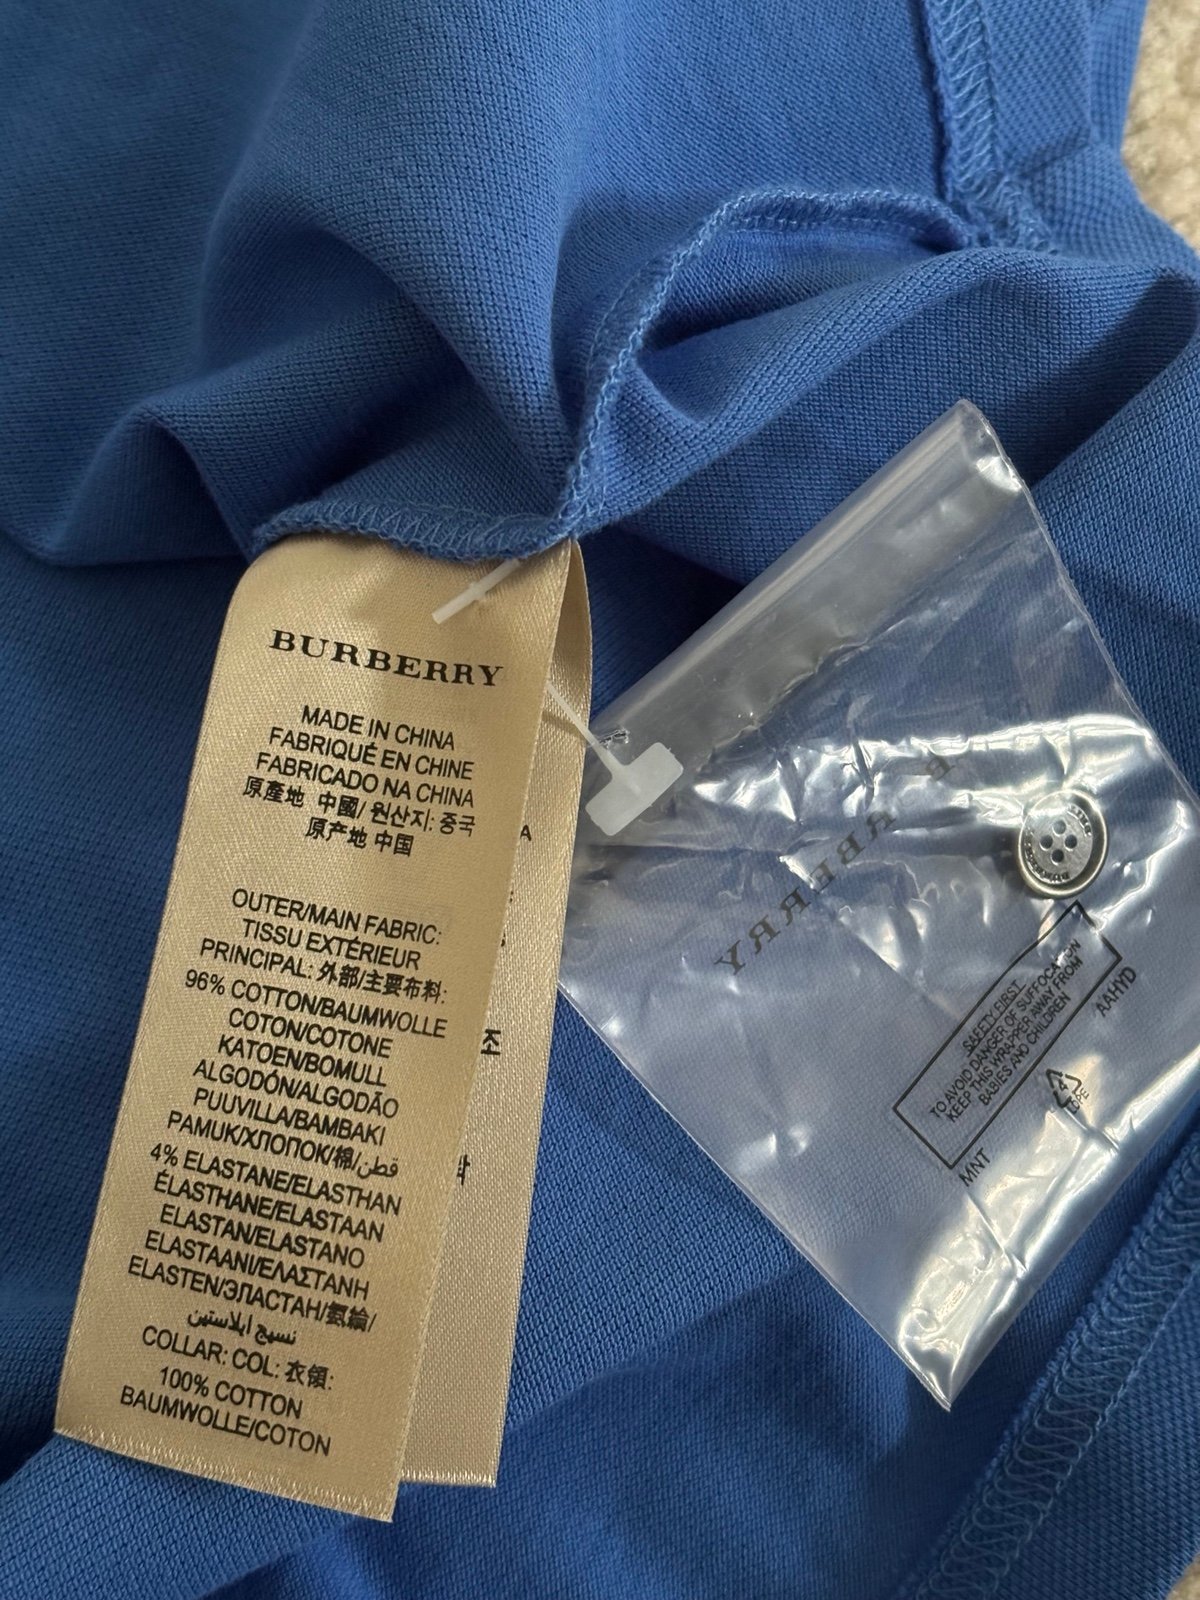 BURBERRY
MADE IN CHINA
FABRIQUÉ EN CHINE
FABRICADO NA CHINA
原產地 中國/ 원산지: 중국
原产地 中国
OUTER/MAIN FABRIC:
TISSU EXTÉRIEUR
PRINCIPAL: 外部/主要布料:
96% COTTON/BAUMWOLLE
COTON/COTONE
KATOEN/BOMULL
ALGODÓN/ALGODÃO
PUUVILLA/BAMBAKI
PAMUK/ХЛОПОК/棉/قطن
4% ELASTANE/ELASTHAN
ÉLASTHANE/ELASTAAN
ELASTAN/ELASTANO
ELASTAANI/ΕΛΑΣΤΑΝΗ
ELASTEN/ЭЛАСТАН/氨綸/
نسيج ايلاستين
COLLAR: COL: 衣領:
100% COTTON
BAUMWOLLE/COTON
A
조
BURBERRY
SAFETY FIRST
TO AVOID DANGER OF SUFFOCATION
KEEP THIS WRAPPER AWAY FROM
BABIES AND CHILDREN
AAHYD
4
LDPE
MNT